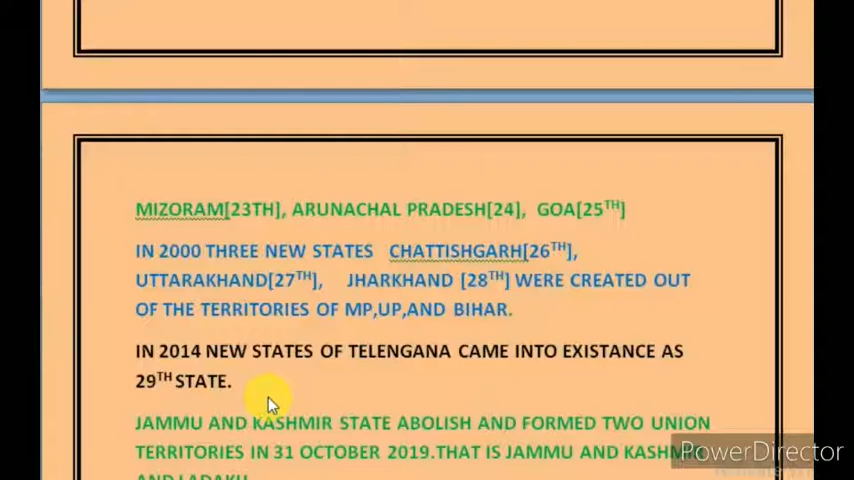 MIZORAM[23TH], ARUNACHAL PRADESH[24], GOA[25TH]
IN 2000 THREE NEW STATES CHATTISHGARH[26TH],
UTTARAKHAND[27TH], JHARKHAND [28TH] WERE CREATED OUT
OF THE TERRITORIES OF MP,UP,AND BIHAR.
IN 2014 NEW STATES OF TELENGANA CAME INTO EXISTANCE AS
29TH STATE.
JAMMU AND KASHMIR STATE ABOLISH AND FORMED TWO UNION
TERRITORIES IN 31 OCTOBER 2019.THAT IS JAMMU AND KASHMIR
PowerDirector
AND LADAKH